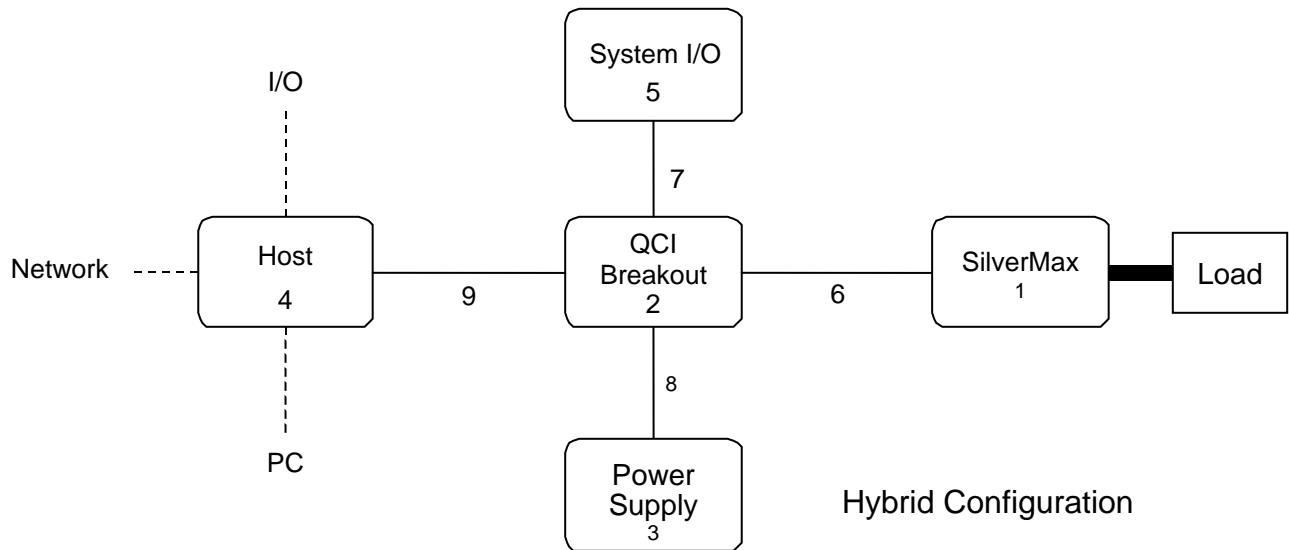 System I/O
5
I/O
7
Network
Host
4
9
QCI
Breakout
2
6
SilverMax
1
Load
8
PC
Power
Supply
3
Hybrid Configuration